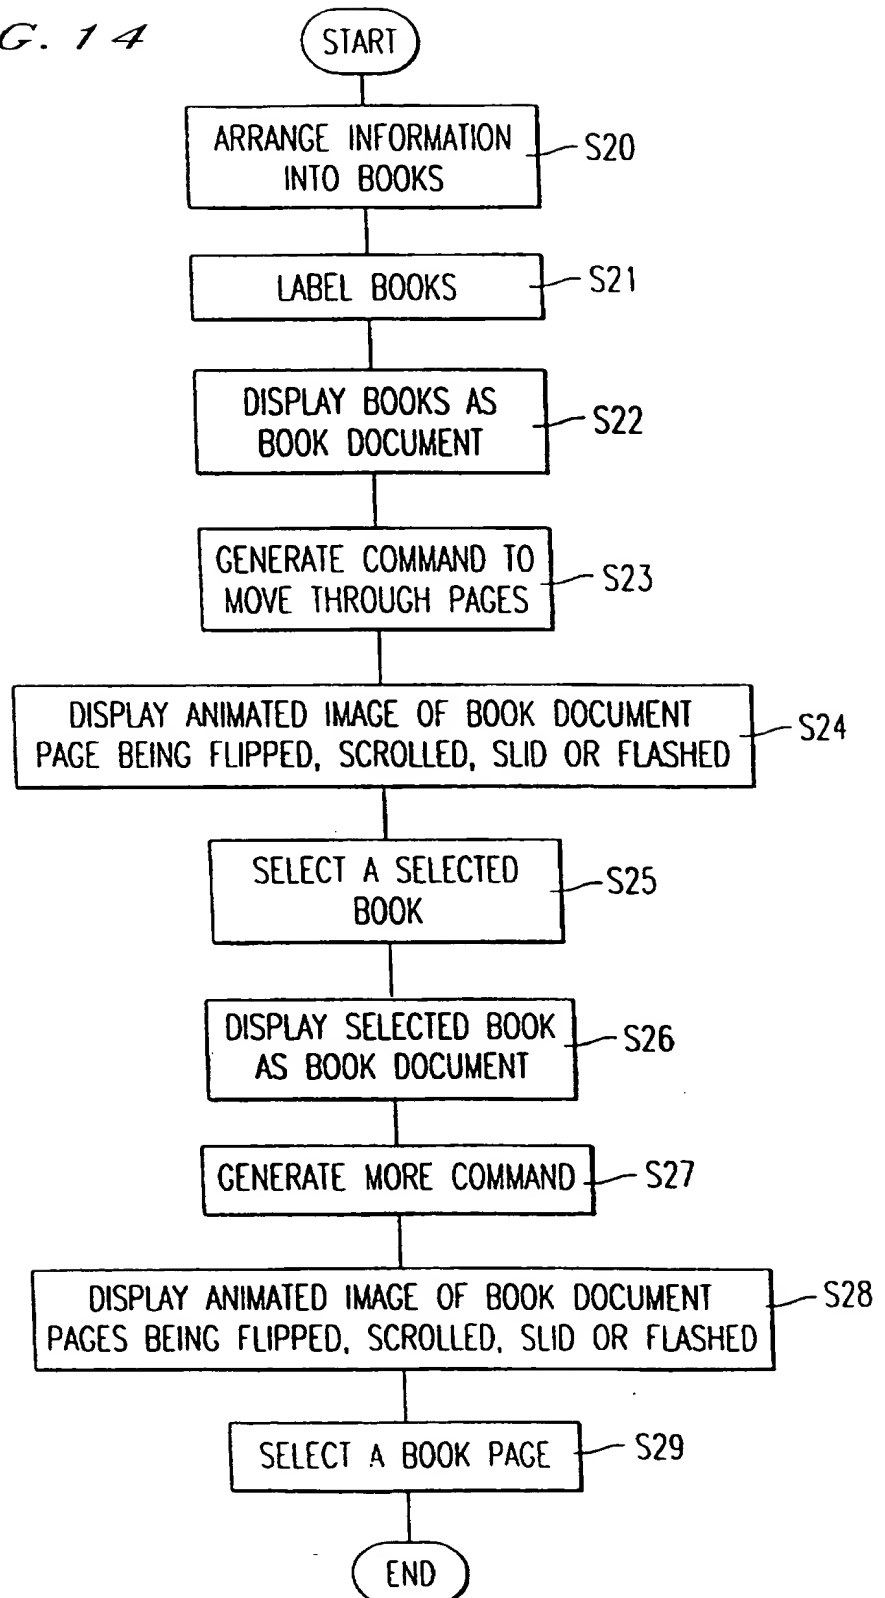 G. 14
START
ARRANGE INFORMATION
INTO BOOKS
S20
LABEL BOOKS
S21
DISPLAY BOOKS AS
BOOK DOCUMENT
S22
GENERATE COMMAND TO
MOVE THROUGH PAGES
S23
DISPLAY ANIMATED IMAGE OF BOOK DOCUMENT
PAGE BEING FLIPPED, SCROLLED, SLID OR FLASHED
S24
SELECT A SELECTED
BOOK
S25
DISPLAY SELECTED BOOK
AS BOOK DOCUMENT
S26
GENERATE MORE COMMAND
S27
DISPLAY ANIMATED IMAGE OF BOOK DOCUMENT
PAGES BEING FLIPPED, SCROLLED, SLID OR FLASHED
S28
SELECT A BOOK PAGE
S29
END